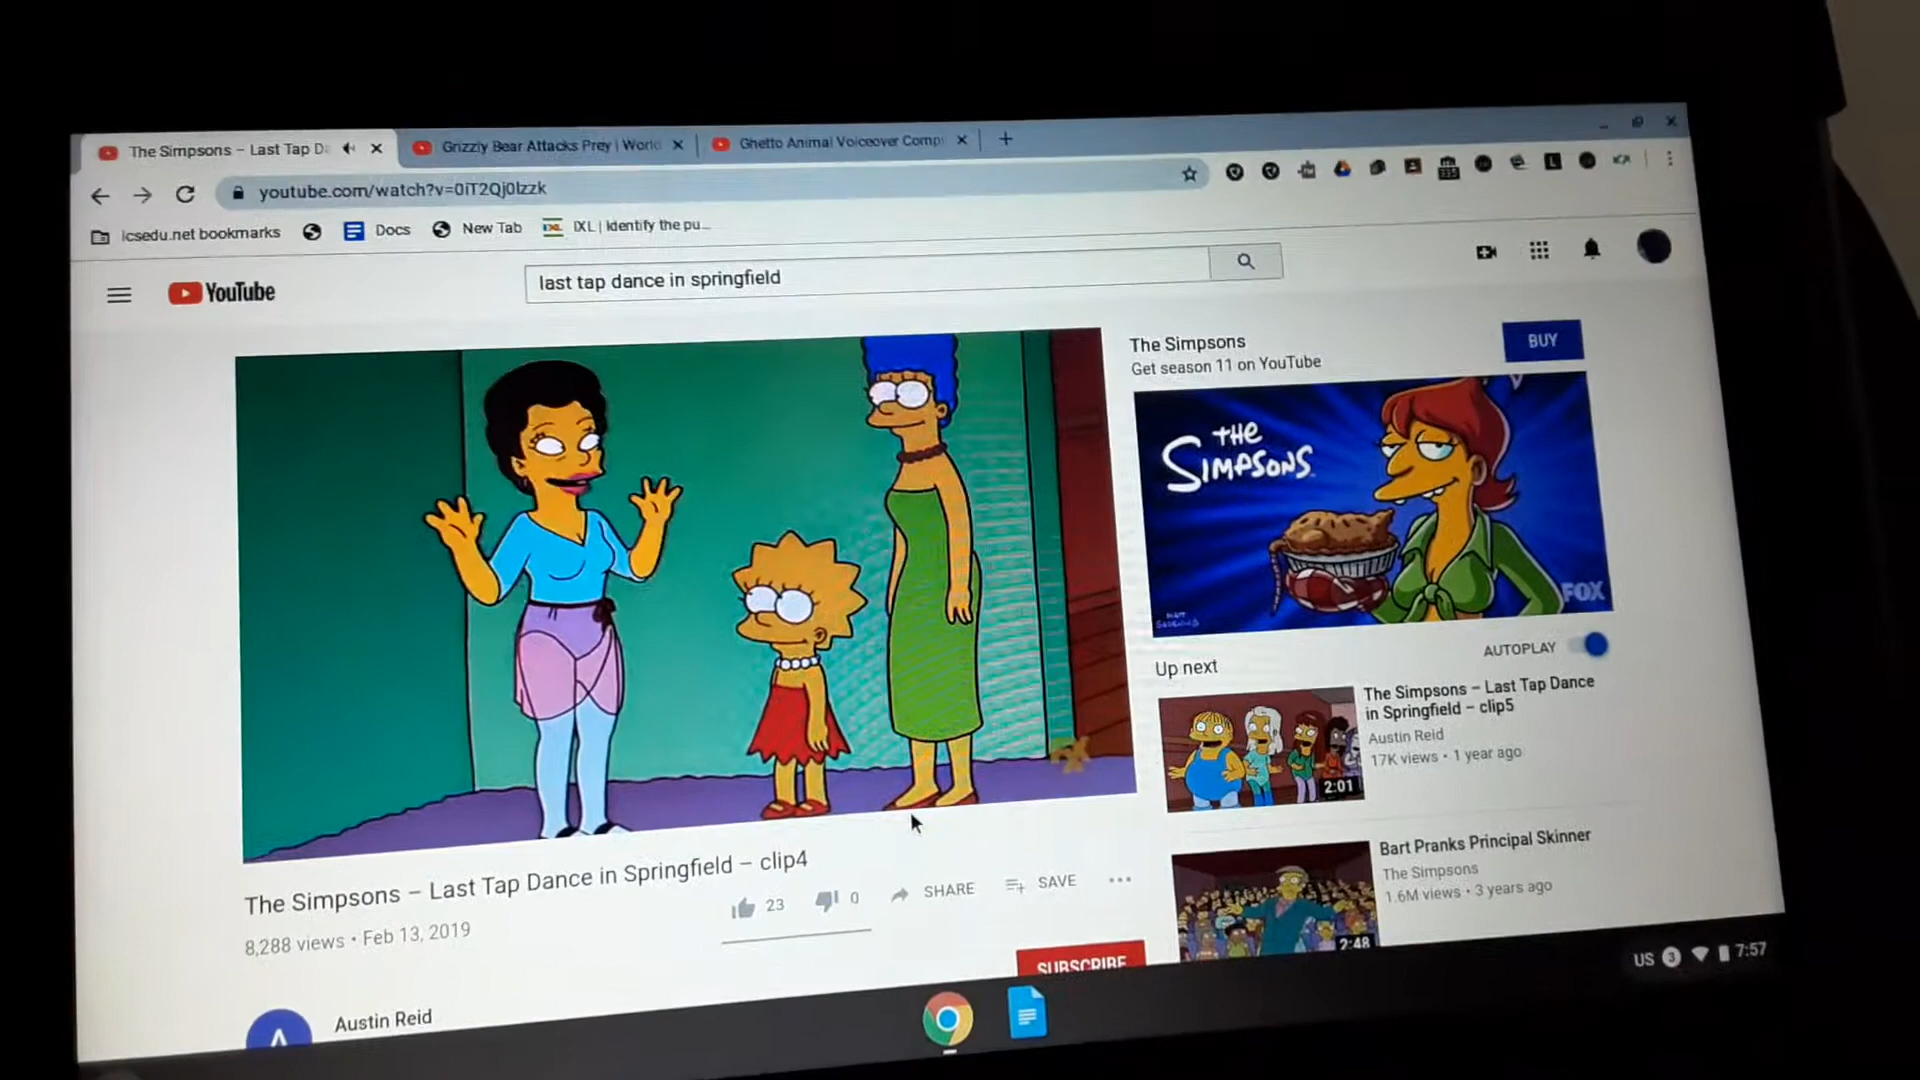 The Simpsons – Last Tap Da
Grizzly Bear Attacks Prey | World
Ghetto Animal Voiceover Comp
youtube.com/watch?v=0iT2Qj0lzzk
lcsedu.net bookmarks
Docs
New Tab
IXL | Identify the pu...
YouTube
last tap dance in springfield
The Simpsons
Get season 11 on YouTube
BUY
THE
SIMPSONS
FOX
AUTOPLAY
Up next
The Simpsons – Last Tap Dance
in Springfield – clip5
Austin Reid
17K views • 1 year ago
2:01
Bart Pranks Principal Skinner
The Simpsons
1.6M views • 3 years ago
2:48
The Simpsons – Last Tap Dance in Springfield – clip4
8,288 views • Feb 13, 2019
23
0
SHARE
SAVE
SUBSCRIBE
A
Austin Reid
US
3
7:57